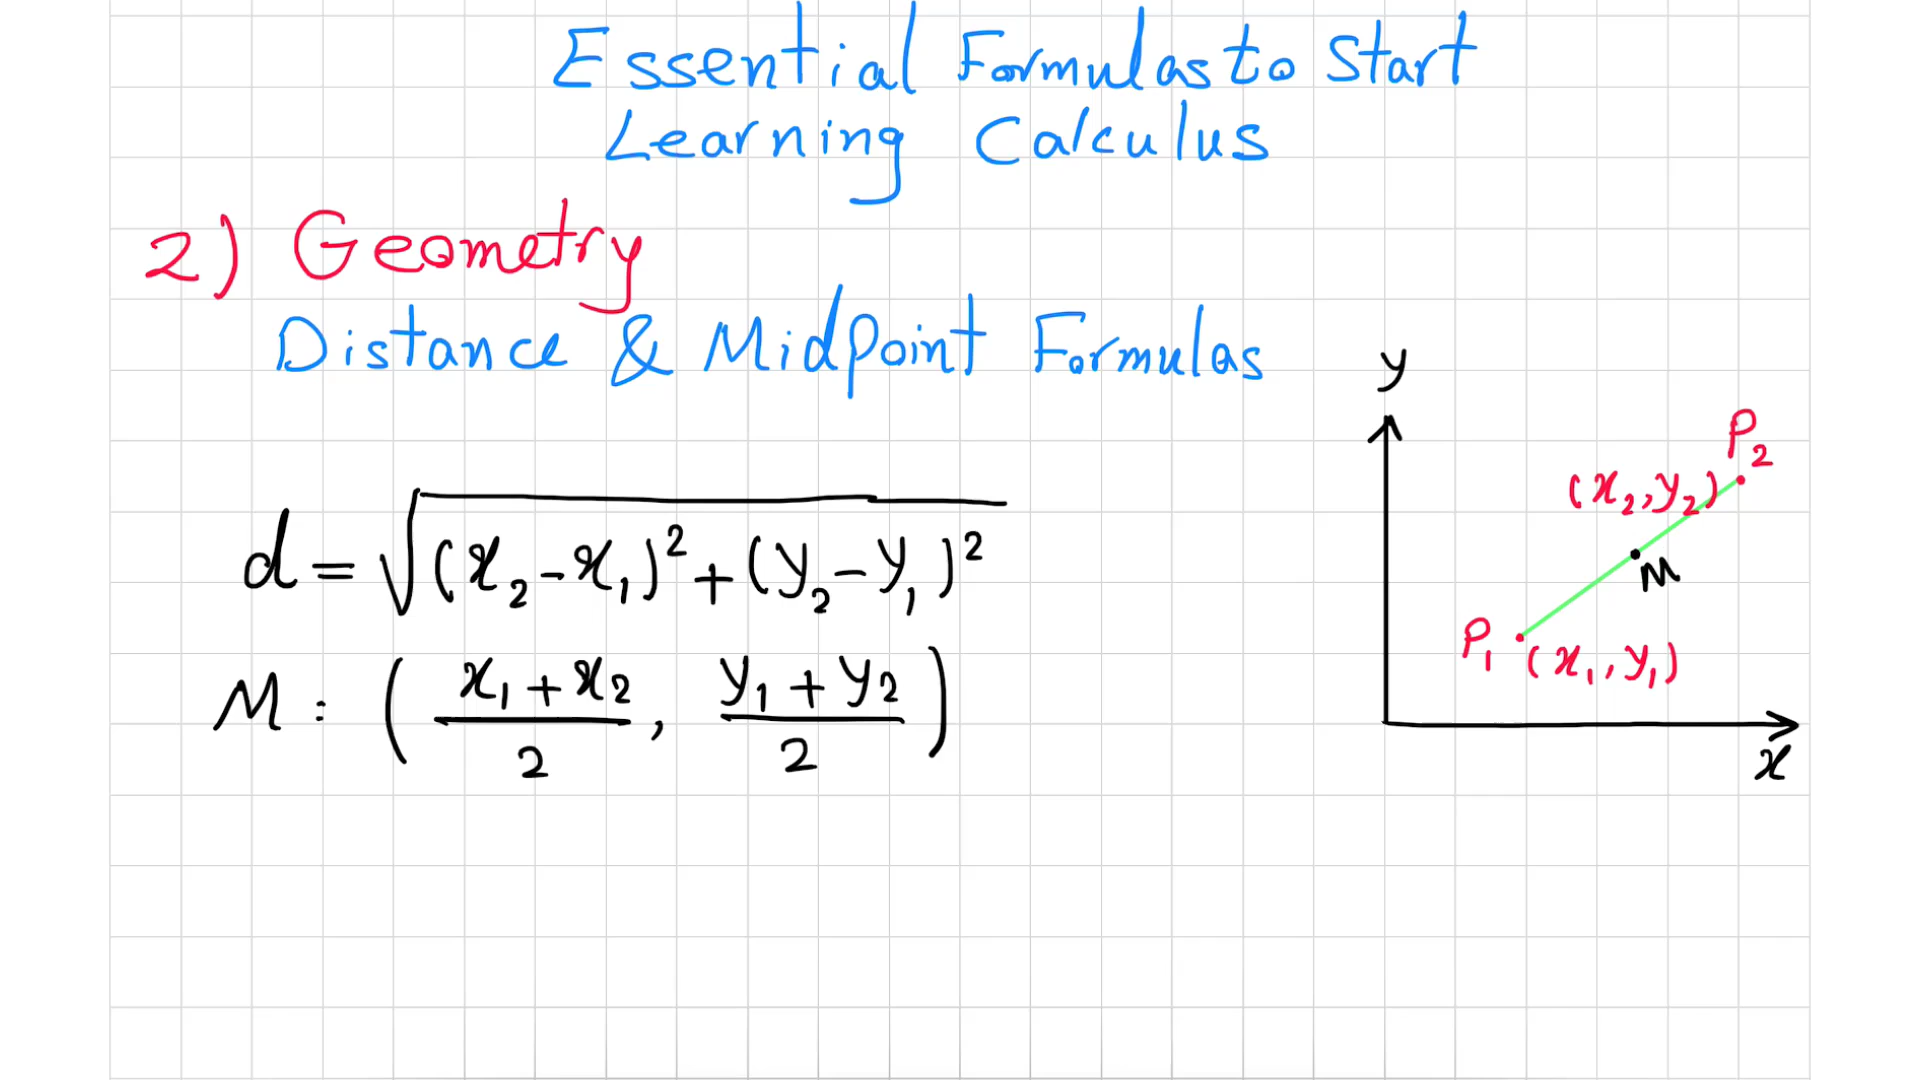 Essential Formulas to Start
Learning Calculus
2) Geometry
Distance & Midpoint Formulas
d = √((x₂ - x₁)² + (y₂ - y₁)²)
M : ( (x₁ + x₂)/2 , (y₁ + y₂)/2 )
y
P₂
(x₂, y₂)
M
P₁ (x₁, y₁)
x